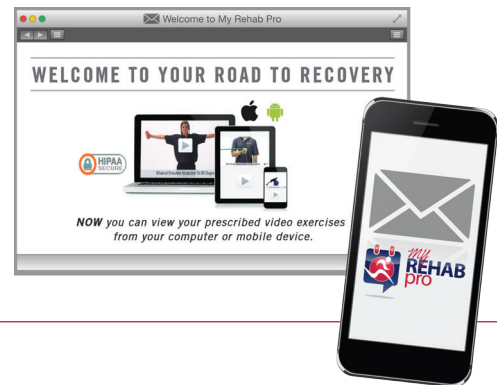 Welcome to My Rehab Pro
WELCOME TO YOUR ROAD TO RECOVERY
HIPAA
SECURE
NOW you can view your prescribed video exercises
from your computer or mobile device.
my
REHAB
pro